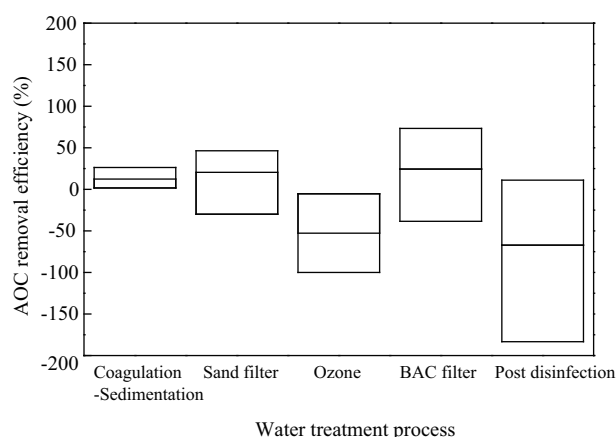 200
150
100
50
0
-50
-100
-150
-200
AOC removal efficiency (%)
Coagulation
-Sedimentation
Sand filter
Ozone
BAC filter
Post disinfection
Water treatment process